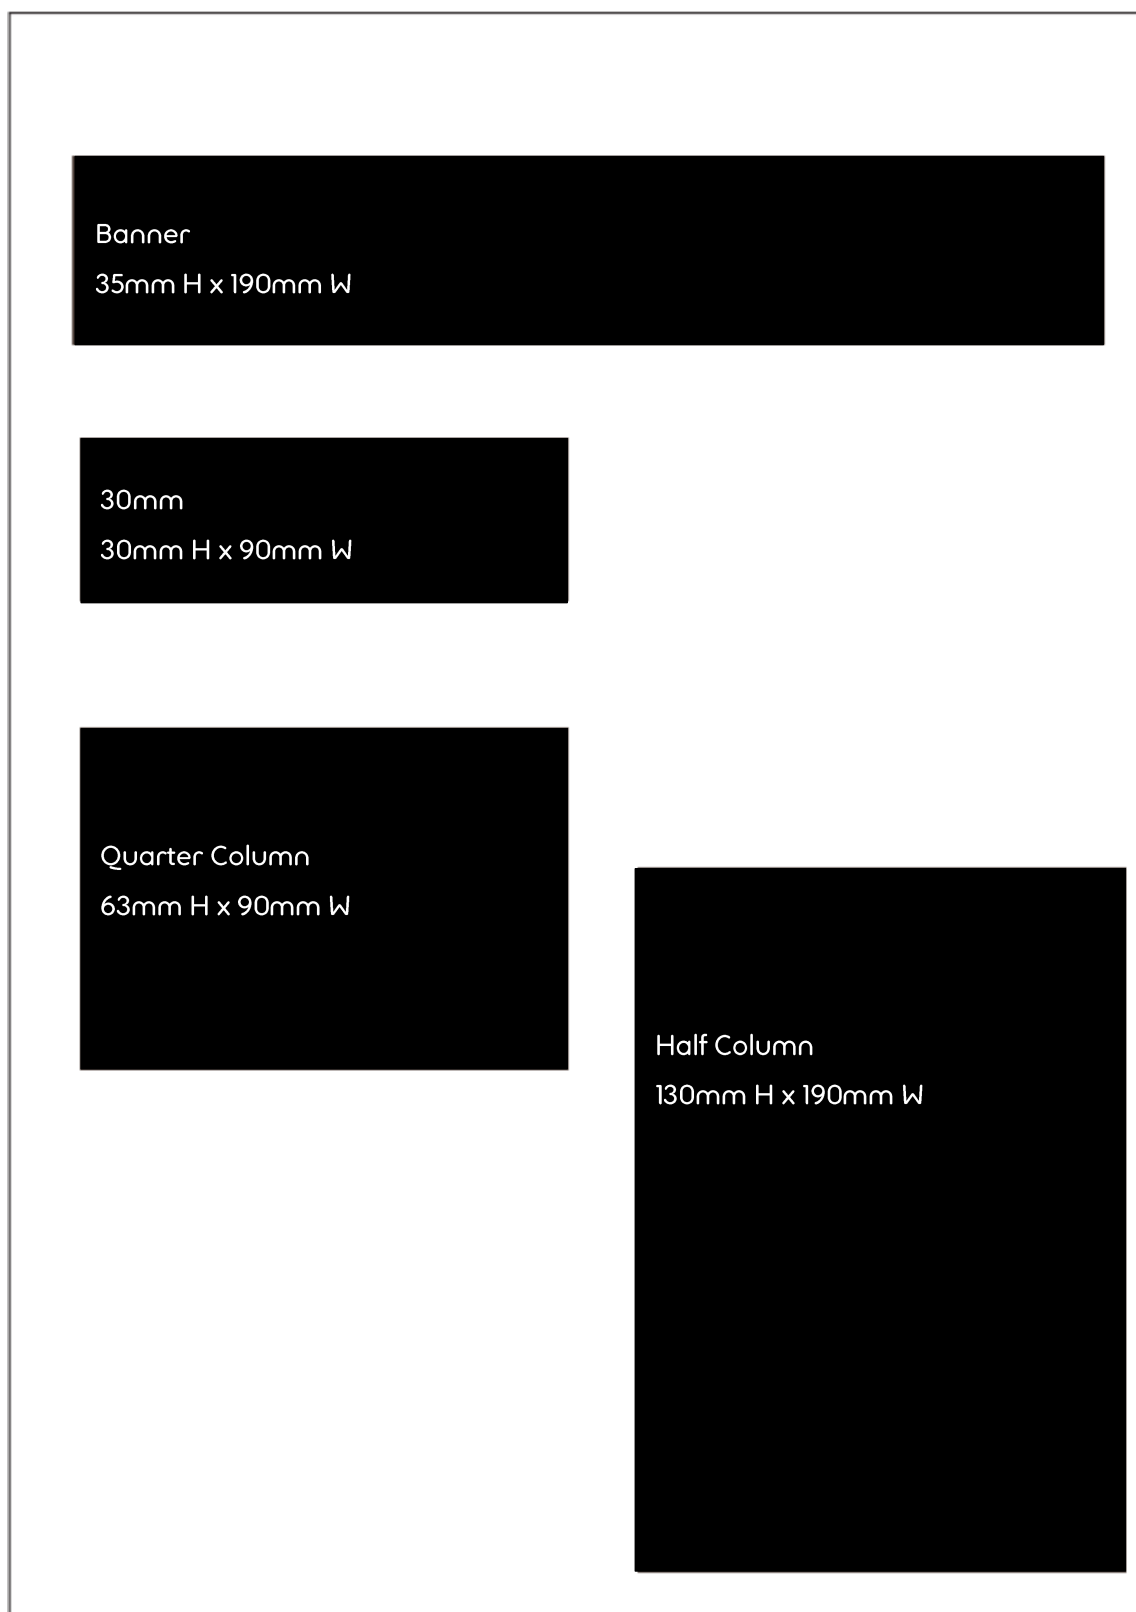 Banner
35mm H x 190mm W
30mm
30mm H x 90mm W
Quarter Column
63mm H x 90mm W
Half Column
130mm H x 190mm W